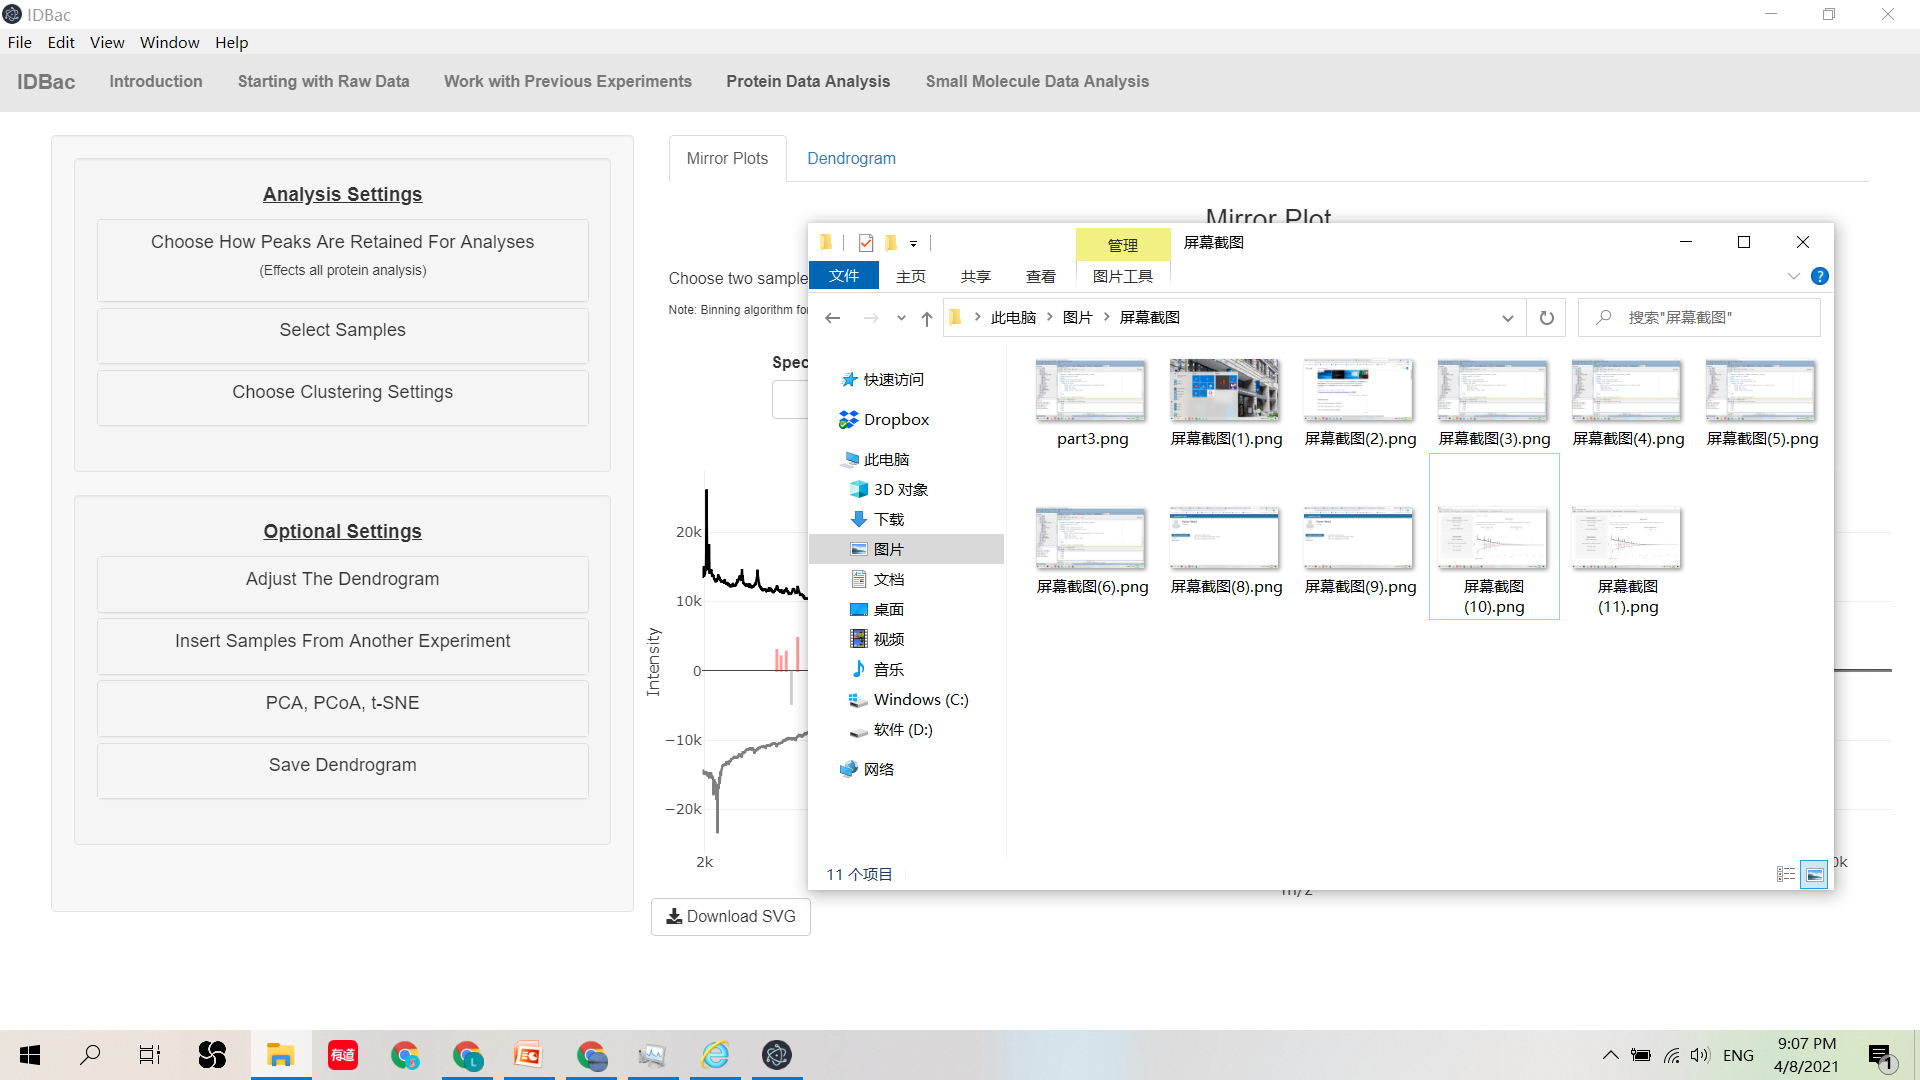 IDBac
File Edit View Window Help
IDBac Introduction Starting with Raw Data Work with Previous Experiments Protein Data Analysis Small Molecule Data Analysis
Analysis Settings
Choose How Peaks Are Retained For Analyses
(Effects all protein analysis)
Select Samples
Choose Clustering Settings
Optional Settings
Adjust The Dendrogram
Insert Samples From Another Experiment
PCA, PCoA, t-SNE
Save Dendrogram
Mirror Plots Dendrogram
Mirror Plot
Choose two sample
Note: Binning algorithm fo
Spec
20k
10k
0
−10k
−20k
Intensity
2k
0k
m/z
Download SVG
管理 屏幕截图
文件 主页 共享 查看 图片工具
此电脑 图片 屏幕截图
搜索"屏幕截图"
快速访问
Dropbox
此电脑
3D 对象
下载
图片
文档
桌面
视频
音乐
Windows (C:)
软件 (D:)
网络
part3.png 屏幕截图(1).png 屏幕截图(2).png 屏幕截图(3).png 屏幕截图(4).png 屏幕截图(5).png
屏幕截图(6).png 屏幕截图(8).png 屏幕截图(9).png 屏幕截图(10).png 屏幕截图(11).png
11 个项目
有道
ENG
9:07 PM
4/8/2021
1